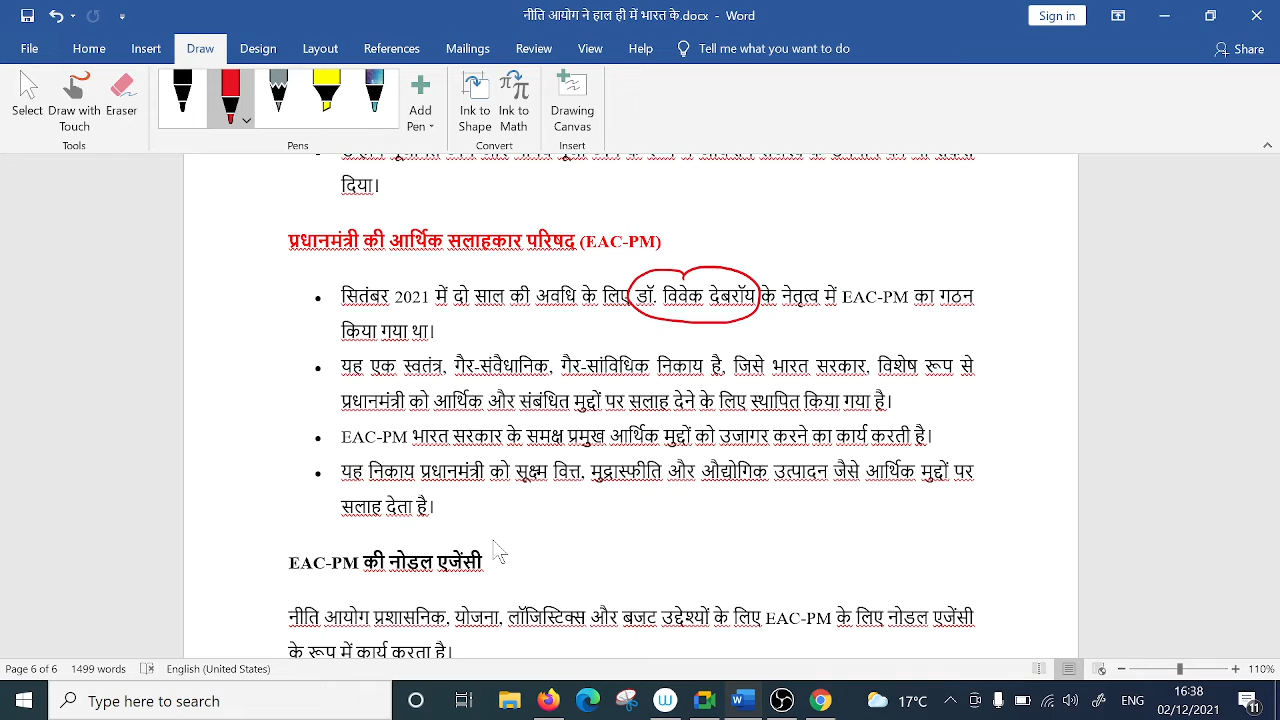 नीति आयोग ने हाल ही में भारत के.docx - Word
Sign in
File Home Insert Draw Design Layout References Mailings Review View Tell me what you want to do Share
Select Draw with Touch Eraser
Add Pen
Ink to Shape Ink to Math
Drawing Canvas
Tools Pens Convert Insert
दिया।
प्रधानमंत्री की आर्थिक सलाहकार परिषद (EAC-PM)
• सितंबर 2021 में दो साल की अवधि के लिए डॉ. विवेक देबरॉय के नेतृत्व में EAC-PM का गठन
किया गया था।
• यह एक स्वतंत्र, गैर-संवैधानिक, गैर-सांविधिक निकाय है, जिसे भारत सरकार, विशेष रूप से
प्रधानमंत्री को आर्थिक और संबंधित मुद्दों पर सलाह देने के लिए स्थापित किया गया है।
• EAC-PM भारत सरकार के समक्ष प्रमुख आर्थिक मुद्दों को उजागर करने का कार्य करती है।
• यह निकाय प्रधानमंत्री को सूक्ष्म वित्त, मुद्रास्फीति और औद्योगिक उत्पादन जैसे आर्थिक मुद्दों पर
सलाह देता है।
EAC-PM की नोडल एजेंसी
नीति आयोग प्रशासनिक, योजना, लॉजिस्टिक्स और बजट उद्देश्यों के लिए EAC-PM के लिए नोडल एजेंसी
के रूप में कार्य करता है।
Page 6 of 6 1499 words English (United States) 110%
Type here to search 17°C ENG 16:38
02/12/2021 11